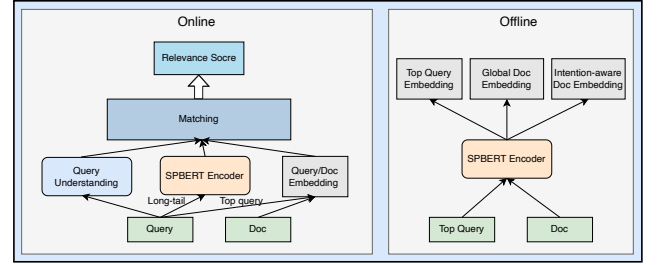 Online
Relevance Socre
Matching
Query
Understanding
SPBERT Encoder
Query/Doc
Embedding
Long-tail
Top query
Query
Doc
Offline
Top Query
Embedding
Global Doc
Embedding
Intention-aware
Doc Embedding
SPBERT Encoder
Top Query
Doc